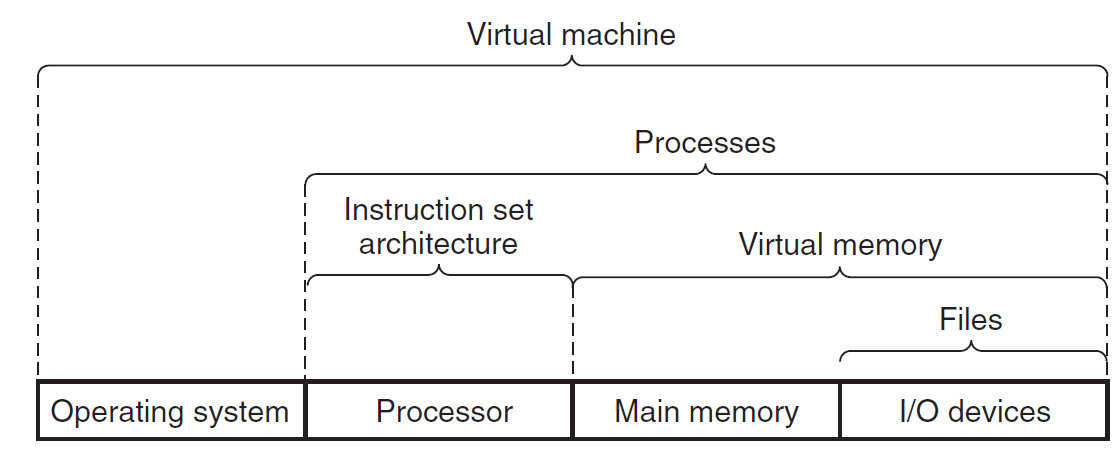 Virtual machine
Processes
Instruction set
architecture
Virtual memory
Files
Operating system
Processor
Main memory
I/O devices